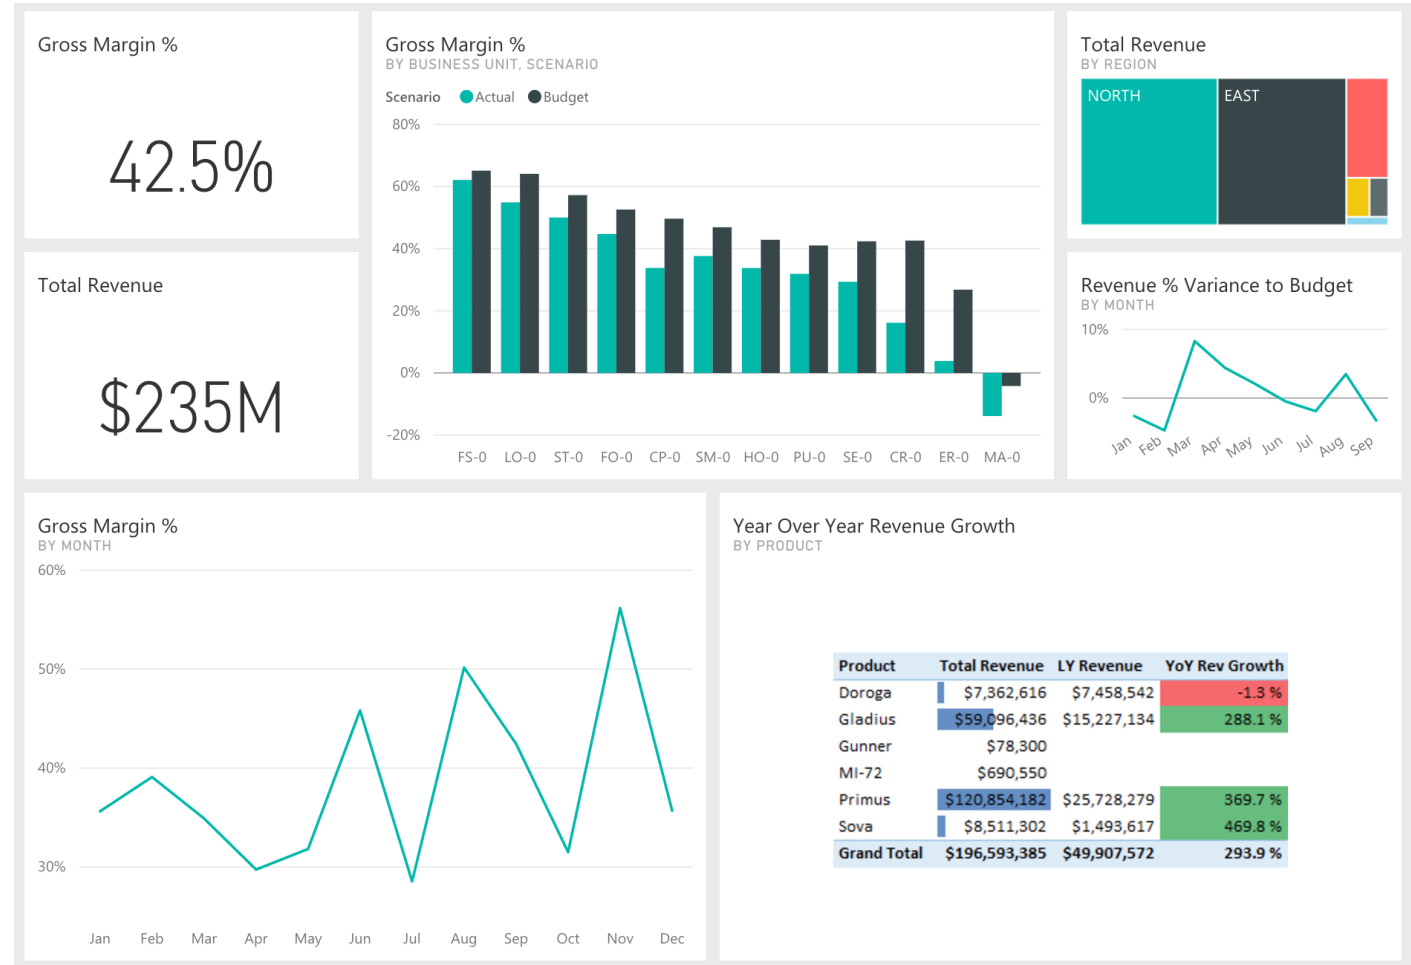 Gross Margin %
42.5%
Total Revenue
$235M
Gross Margin %
BY BUSINESS UNIT, SCENARIO
Scenario Actual Budget
80%
60%
40%
20%
0%
-20%
FS-0 LO-0 ST-0 FO-0 CP-0 SM-0 HO-0 PU-0 SE-0 CR-0 ER-0 MA-0
Total Revenue
BY REGION
NORTH EAST
Revenue % Variance to Budget
BY MONTH
10%
0%
Jan Feb Mar Apr May Jun Jul Aug Sep
Gross Margin %
BY MONTH
60%
50%
40%
30%
Jan Feb Mar Apr May Jun Jul Aug Sep Oct Nov Dec
Year Over Year Revenue Growth
BY PRODUCT
Product Total Revenue LY Revenue YoY Rev Growth
Doroga $7,362,616 $7,458,542 -1.3 %
Gladius $59,096,436 $15,227,134 288.1 %
Gunner $78,300
MI-72 $690,550
Primus $120,854,182 $25,728,279 369.7 %
Sova $8,511,302 $1,493,617 469.8 %
Grand Total $196,593,385 $49,907,572 293.9 %